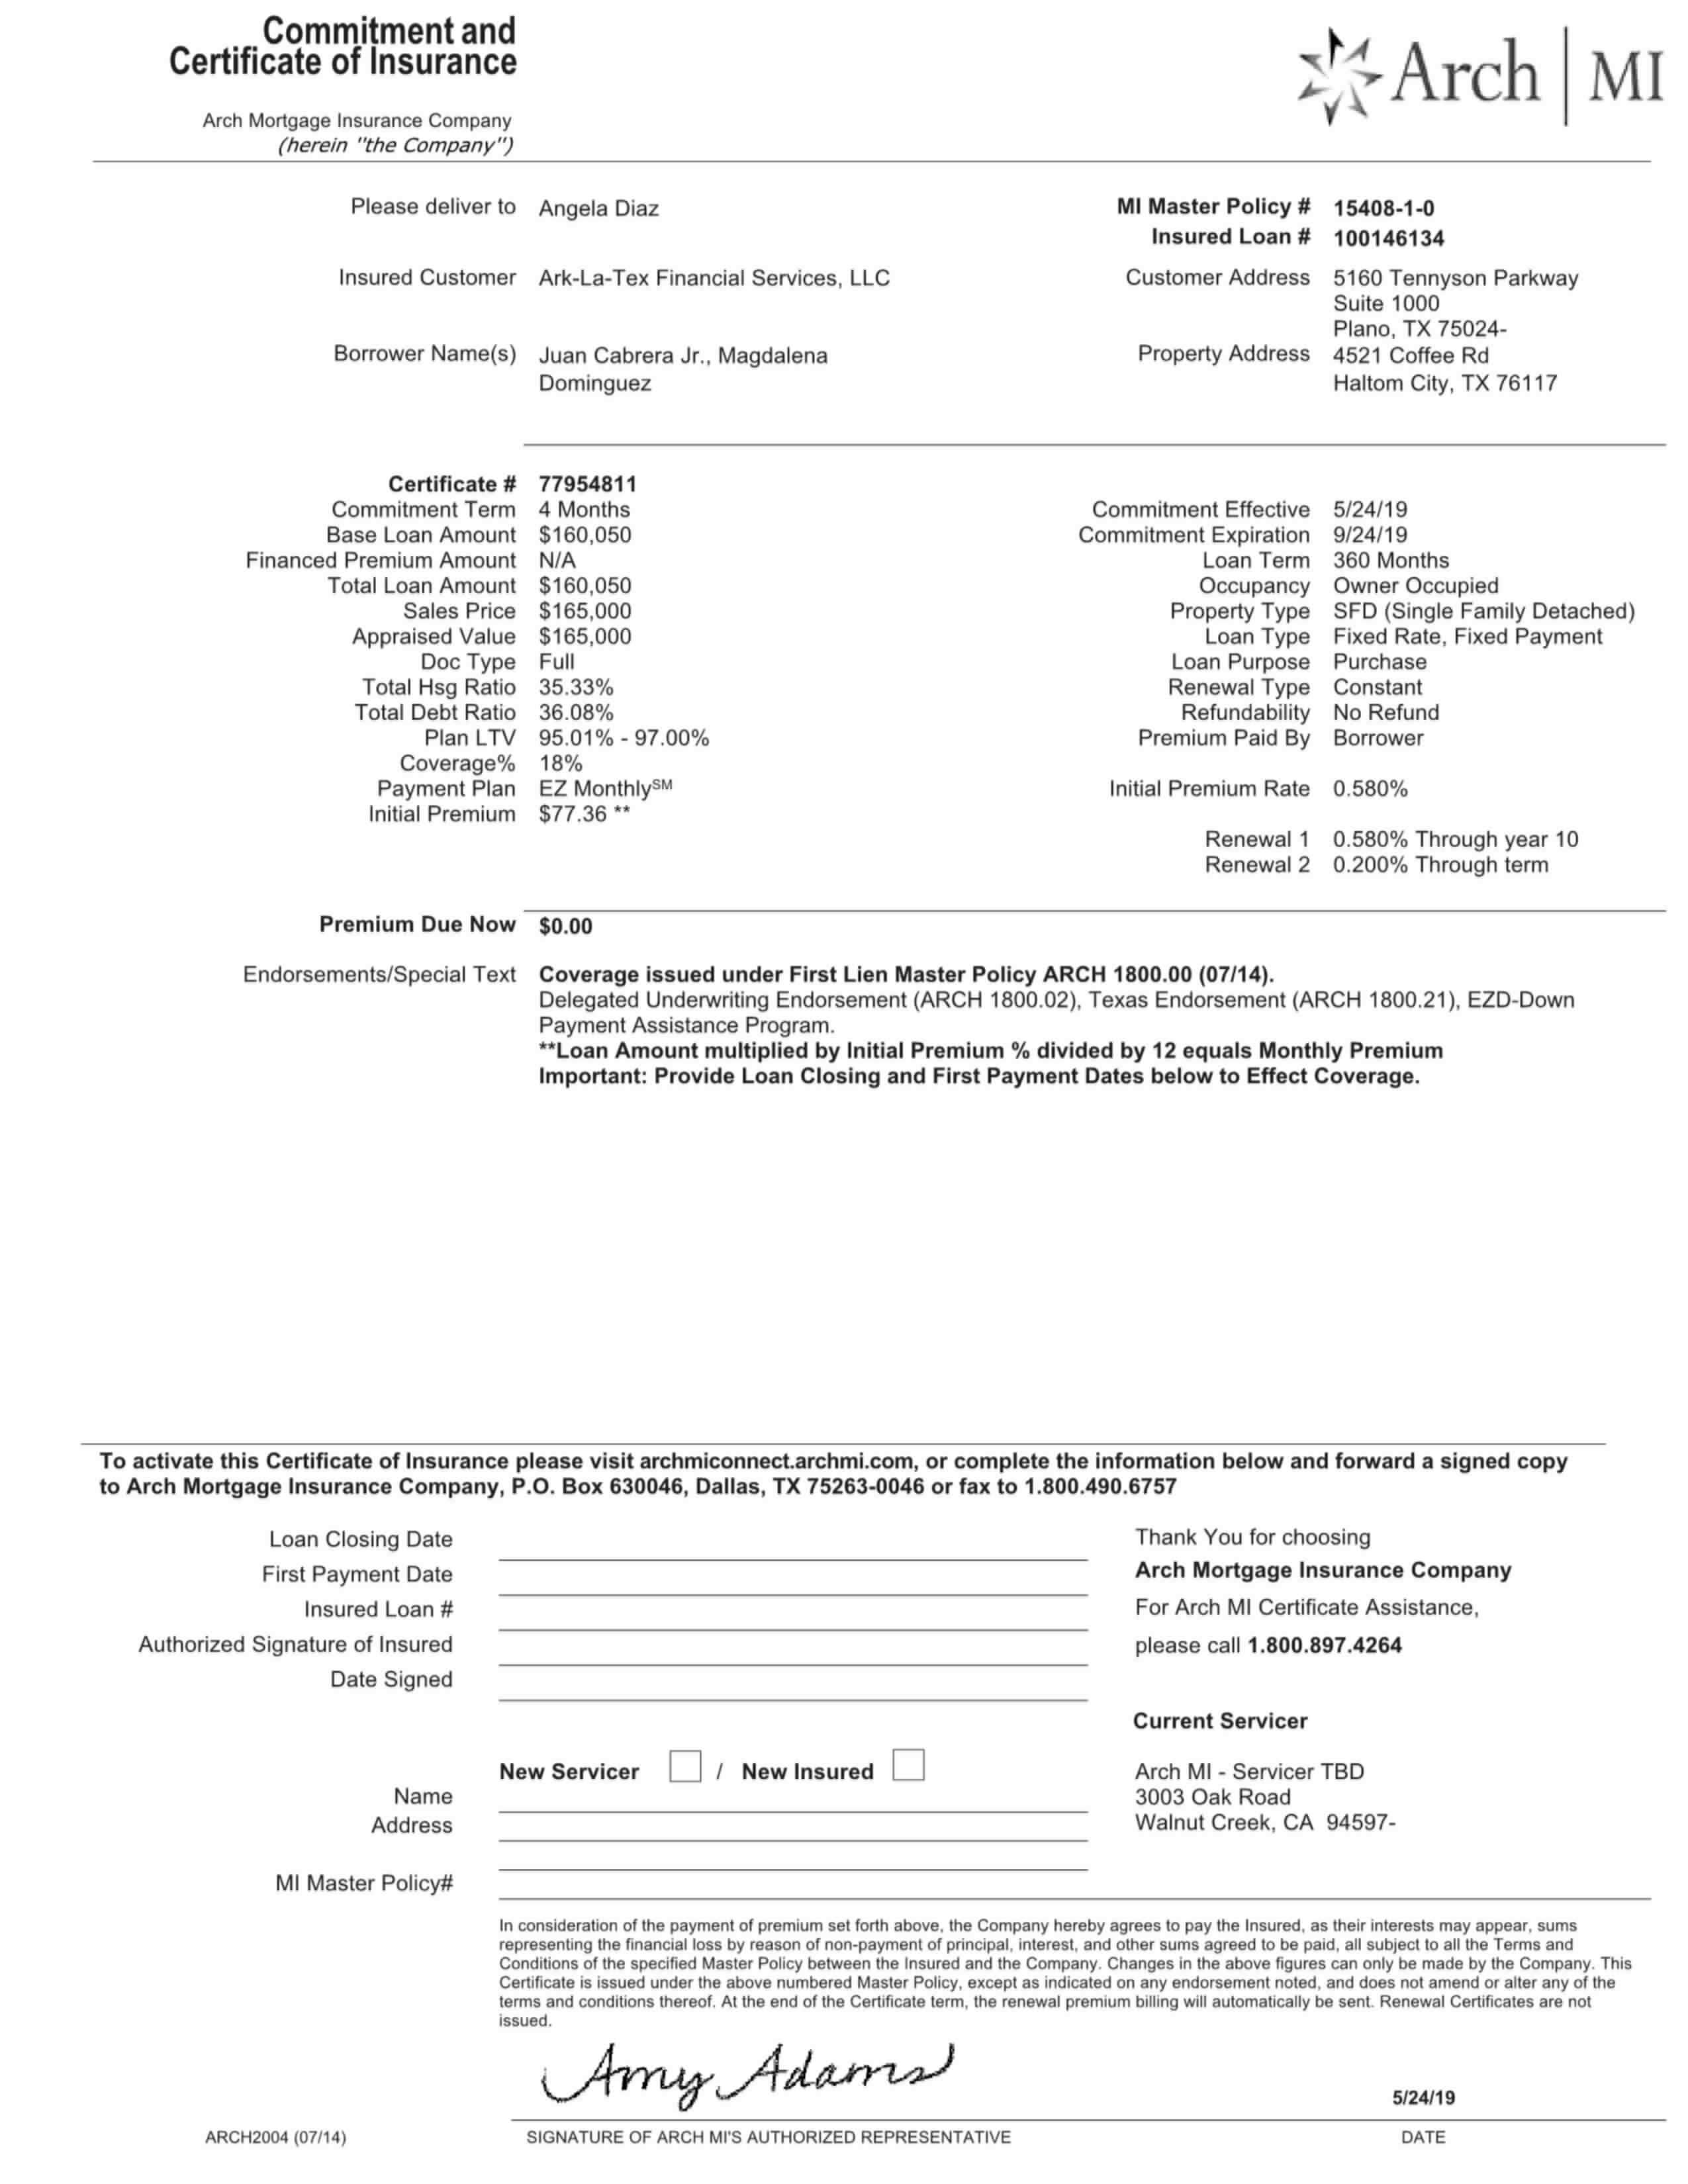 Commitment and
Certificate of Insurance
Arch | MI
Arch Mortgage Insurance Company
(herein "the Company")
Please deliver to Angela Diaz
MI Master Policy # 15408-1-0
Insured Loan # 100146134
Insured Customer Ark-La-Tex Financial Services, LLC
Customer Address 5160 Tennyson Parkway
Suite 1000
Plano, TX 75024-
Borrower Name(s) Juan Cabrera Jr., Magdalena
Dominguez
Property Address 4521 Coffee Rd
Haltom City, TX 76117
Certificate # 77954811
Commitment Term 4 Months
Base Loan Amount $160,050
Financed Premium Amount N/A
Total Loan Amount $160,050
Sales Price $165,000
Appraised Value $165,000
Doc Type Full
Total Hsg Ratio 35.33%
Total Debt Ratio 36.08%
Plan LTV 95.01% - 97.00%
Coverage% 18%
Payment Plan EZ MonthlySM
Initial Premium $77.36 **
Commitment Effective 5/24/19
Commitment Expiration 9/24/19
Loan Term 360 Months
Occupancy Owner Occupied
Property Type SFD (Single Family Detached)
Loan Type Fixed Rate, Fixed Payment
Loan Purpose Purchase
Renewal Type Constant
Refundability No Refund
Premium Paid By Borrower
Initial Premium Rate 0.580%
Renewal 1 0.580% Through year 10
Renewal 2 0.200% Through term
Premium Due Now $0.00
Endorsements/Special Text Coverage issued under First Lien Master Policy ARCH 1800.00 (07/14).
Delegated Underwriting Endorsement (ARCH 1800.02), Texas Endorsement (ARCH 1800.21), EZD-Down
Payment Assistance Program.
**Loan Amount multiplied by Initial Premium % divided by 12 equals Monthly Premium
Important: Provide Loan Closing and First Payment Dates below to Effect Coverage.
To activate this Certificate of Insurance please visit archmiconnect.archmi.com, or complete the information below and forward a signed copy
to Arch Mortgage Insurance Company, P.O. Box 630046, Dallas, TX 75263-0046 or fax to 1.800.490.6757
Loan Closing Date
First Payment Date
Insured Loan #
Authorized Signature of Insured
Date Signed
Thank You for choosing
Arch Mortgage Insurance Company
For Arch MI Certificate Assistance,
please call 1.800.897.4264
Current Servicer
Arch MI - Servicer TBD
3003 Oak Road
Walnut Creek, CA 94597-
New Servicer / New Insured
Name
Address
MI Master Policy#
In consideration of the payment of premium set forth above, the Company hereby agrees to pay the Insured, as their interests may appear, sums
representing the financial loss by reason of non-payment of principal, interest, and other sums agreed to be paid, all subject to all the Terms and
Conditions of the specified Master Policy between the Insured and the Company. Changes in the above figures can only be made by the Company. This
Certificate is issued under the above numbered Master Policy, except as indicated on any endorsement noted, and does not amend or alter any of the
terms and conditions thereof. At the end of the Certificate term, the renewal premium billing will automatically be sent. Renewal Certificates are not
issued.
Amy Adams
5/24/19
ARCH2004 (07/14)
SIGNATURE OF ARCH MI'S AUTHORIZED REPRESENTATIVE
DATE